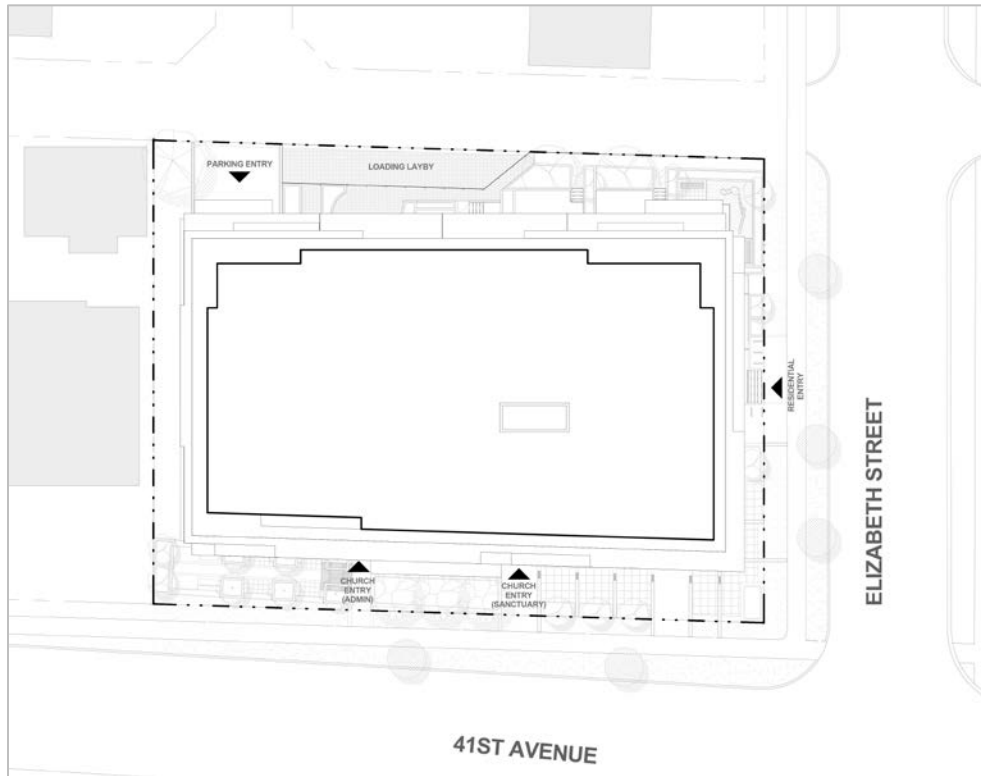 PARKING ENTRY
LOADING LAYBY
RESIDENTIAL
ENTRY
ELIZABETH STREET
CHURCH
ENTRY
(ADMIN)
CHURCH
ENTRY
(SANCTUARY)
41ST AVENUE